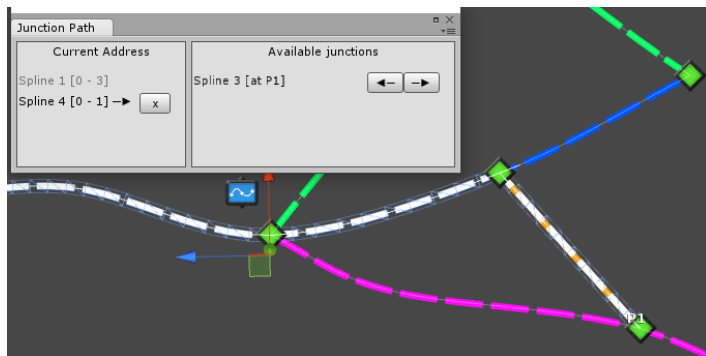 Junction Path
Current Address
Available junctions
Spline 1 [0 - 3]
Spline 3 [at P1]
Spline 4 [0 - 1] –►
x
◄–
–►
P1